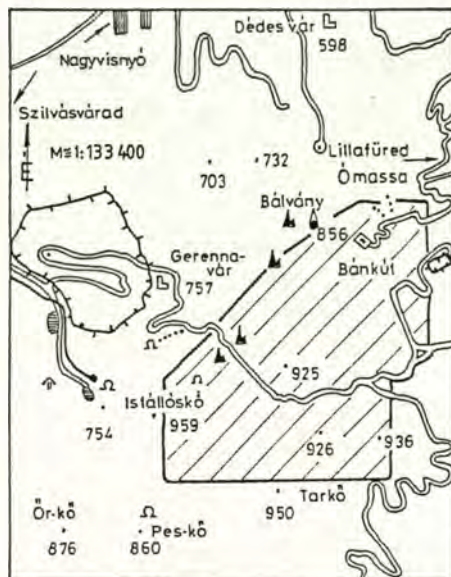 Dédes vár
598
Nagyvisnyó
Szilvásvárad
É
M≅1:133 400
703
732
Lillafüred
Ómassa
Bálvány
856
Bánkút
Gerenna-
vár
757
925
Istállóskő
959
754
926
936
Tarkő
950
Őr-kő
876
Pes-kő
860